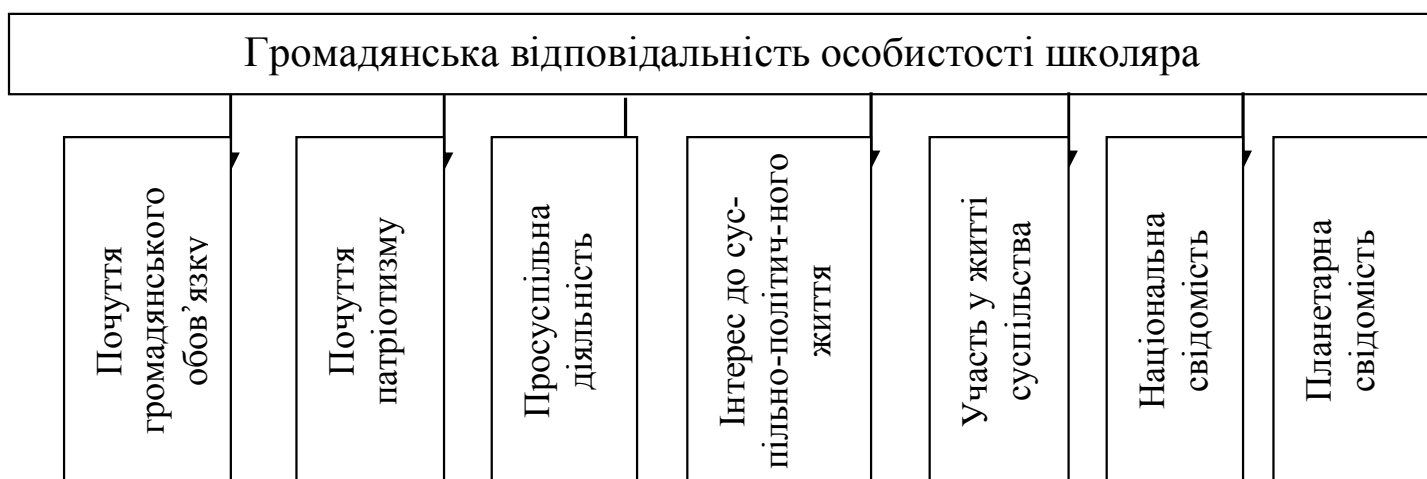 Громадянська відповідальність особистості школяра
Почуття
громадянського
обов’язку
Почуття
патріотизму
Просуспільна
діяльність
Інтерес до сус-
пільно-політич-ного
життя
Участь у житті
суспільства
Національна
свідомість
Планетарна
свідомість